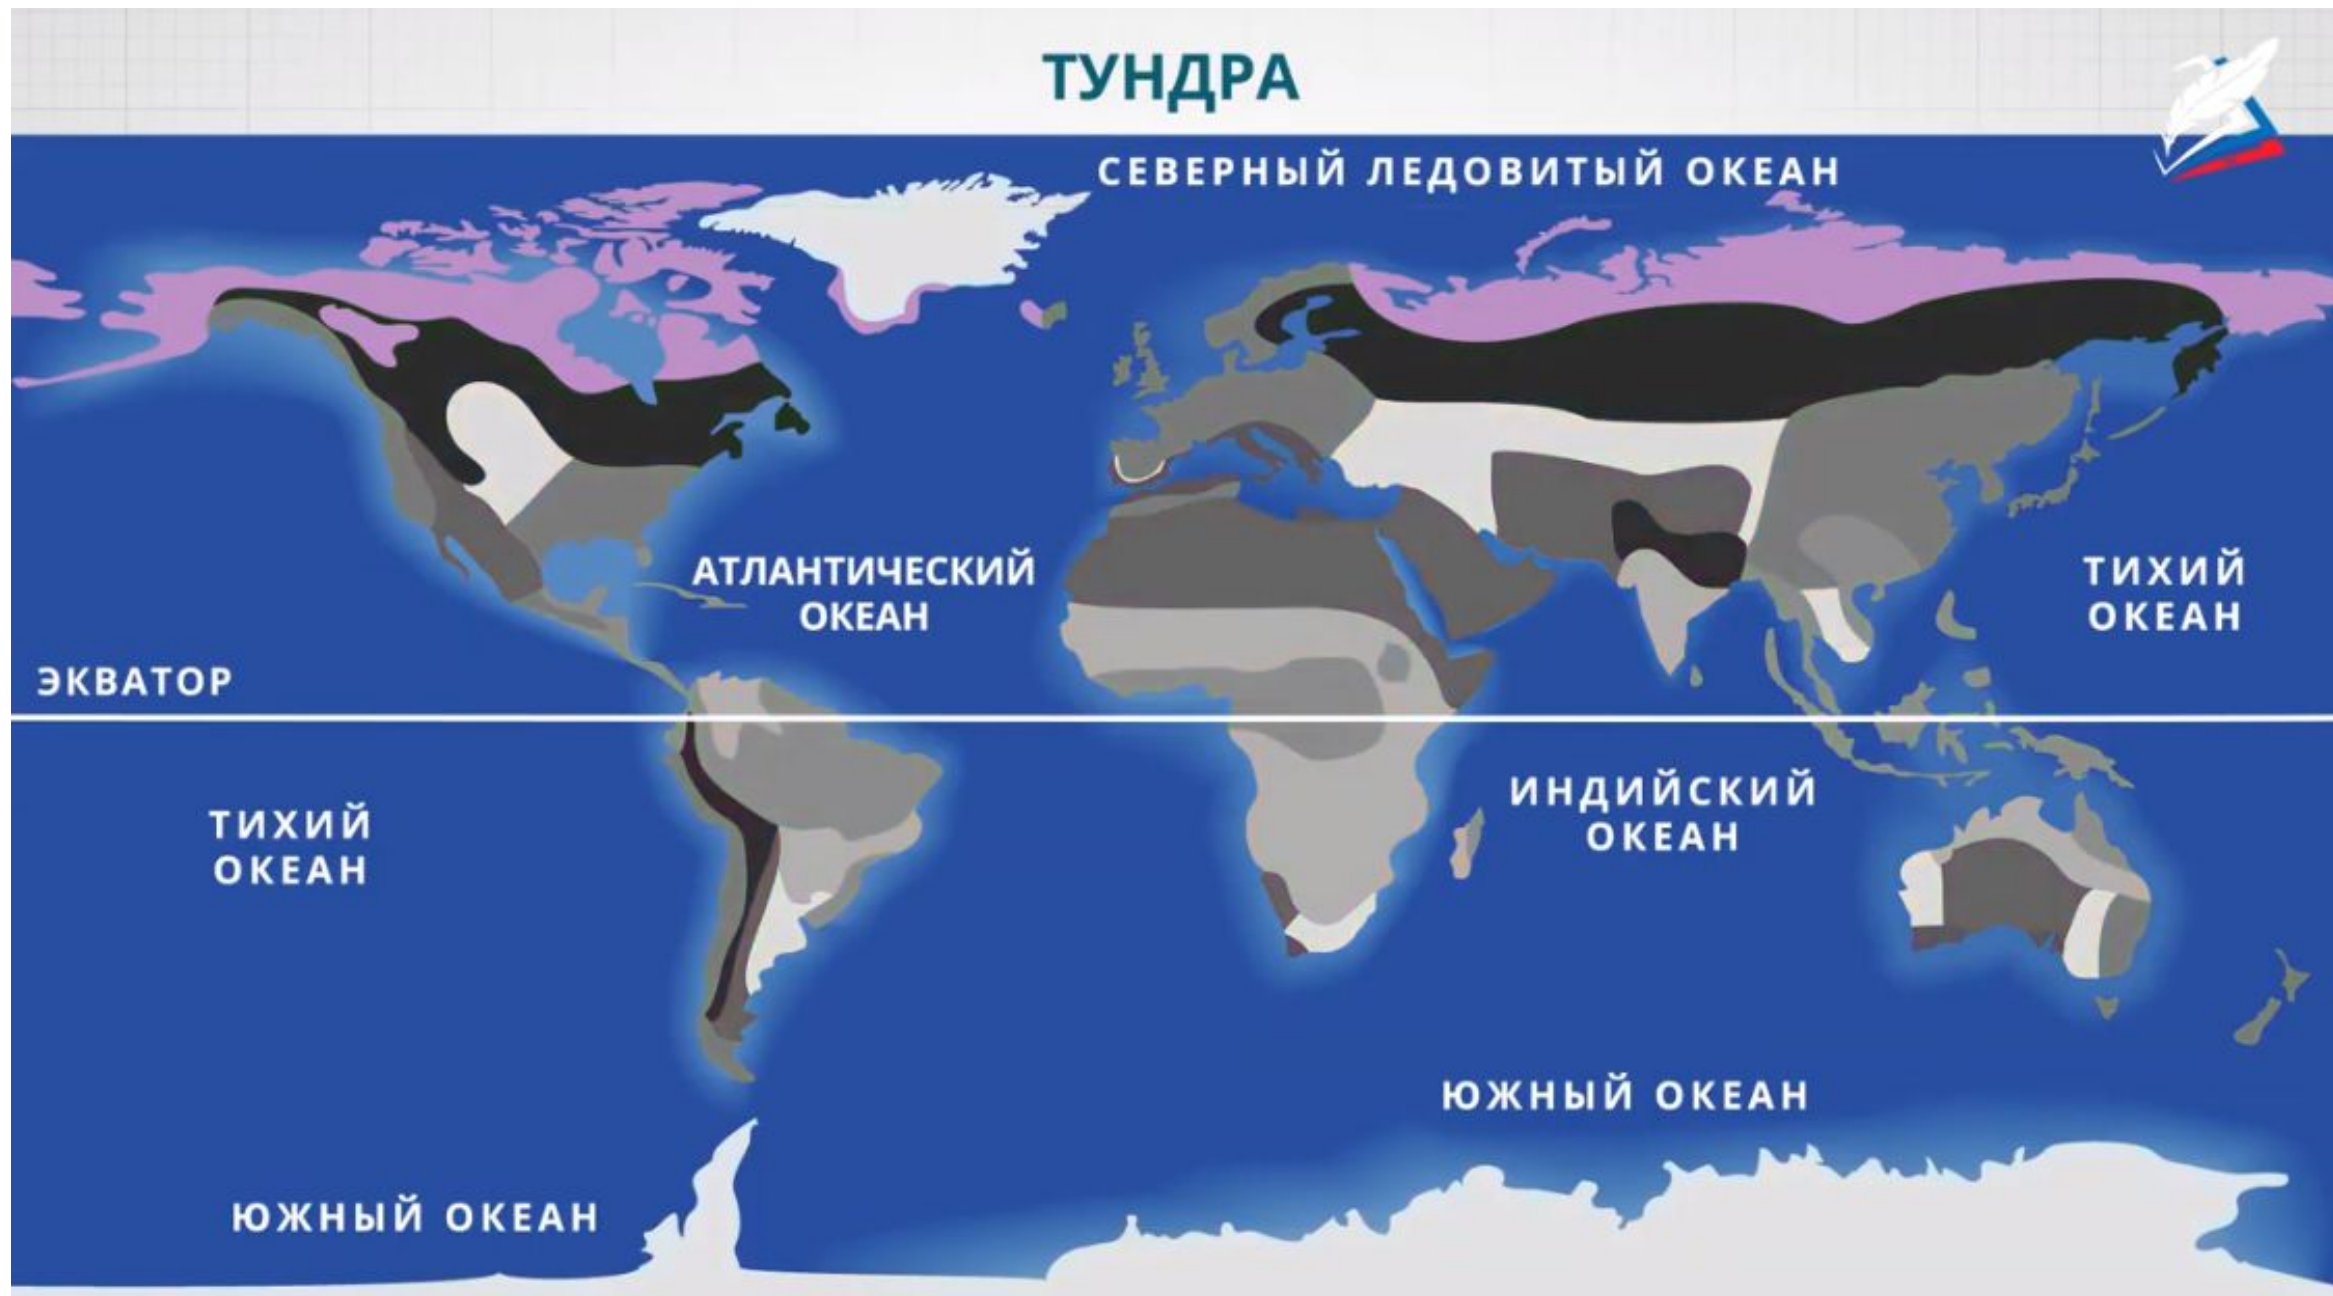 ТУНДРА
СЕВЕРНЫЙ ЛЕДОВИТЫЙ ОКЕАН
АТЛАНТИЧЕСКИЙ
ОКЕАН
ТИХИЙ
ОКЕАН
ЭКВАТОР
ТИХИЙ
ОКЕАН
ИНДИЙСКИЙ
ОКЕАН
ЮЖНЫЙ ОКЕАН
ЮЖНЫЙ ОКЕАН